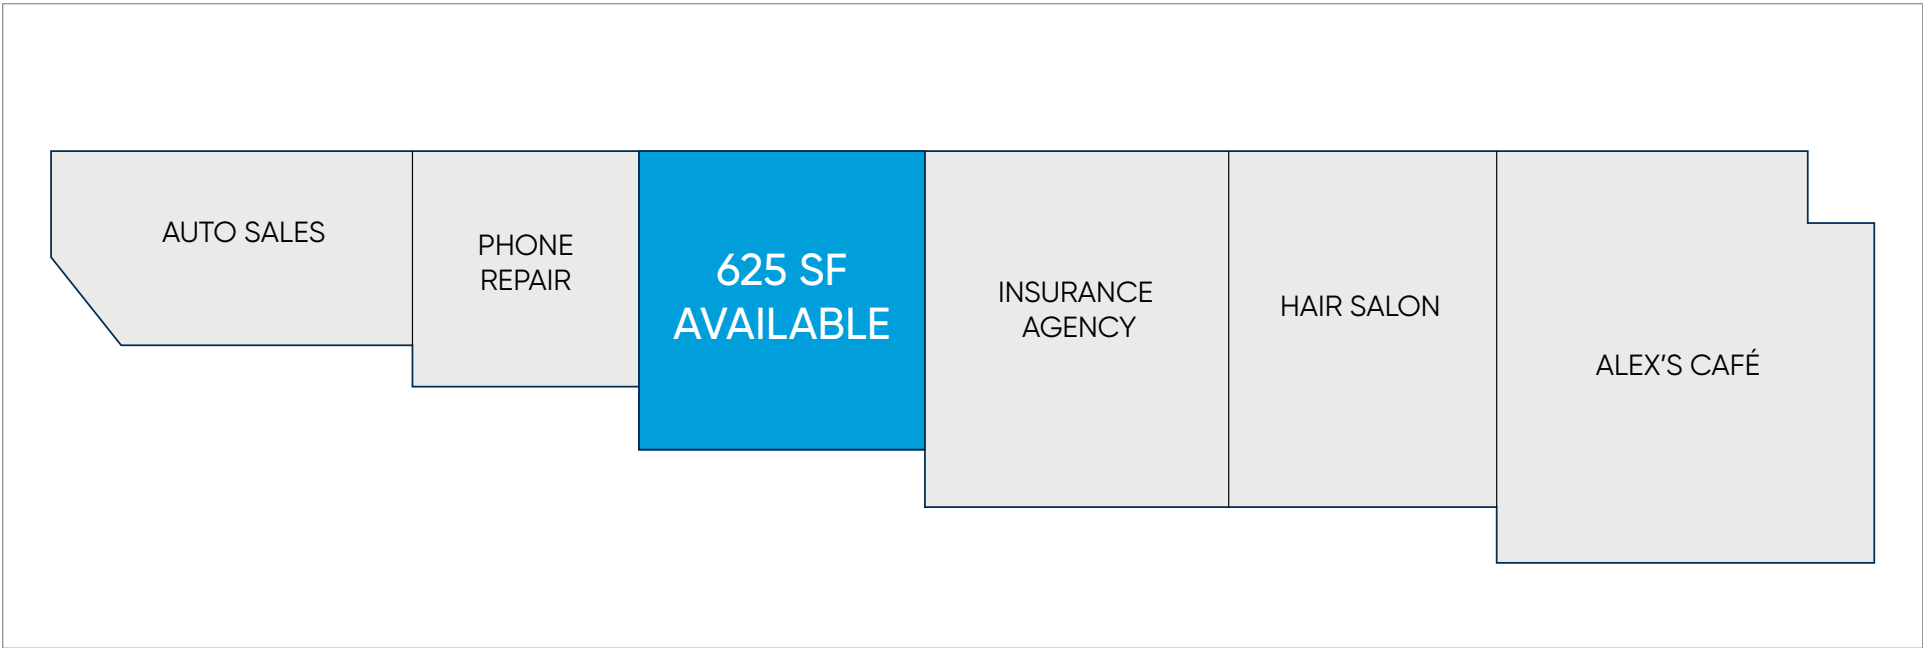 AUTO SALES
PHONE
REPAIR
625 SF
AVAILABLE
INSURANCE
AGENCY
HAIR SALON
ALEX’S CAFÉ